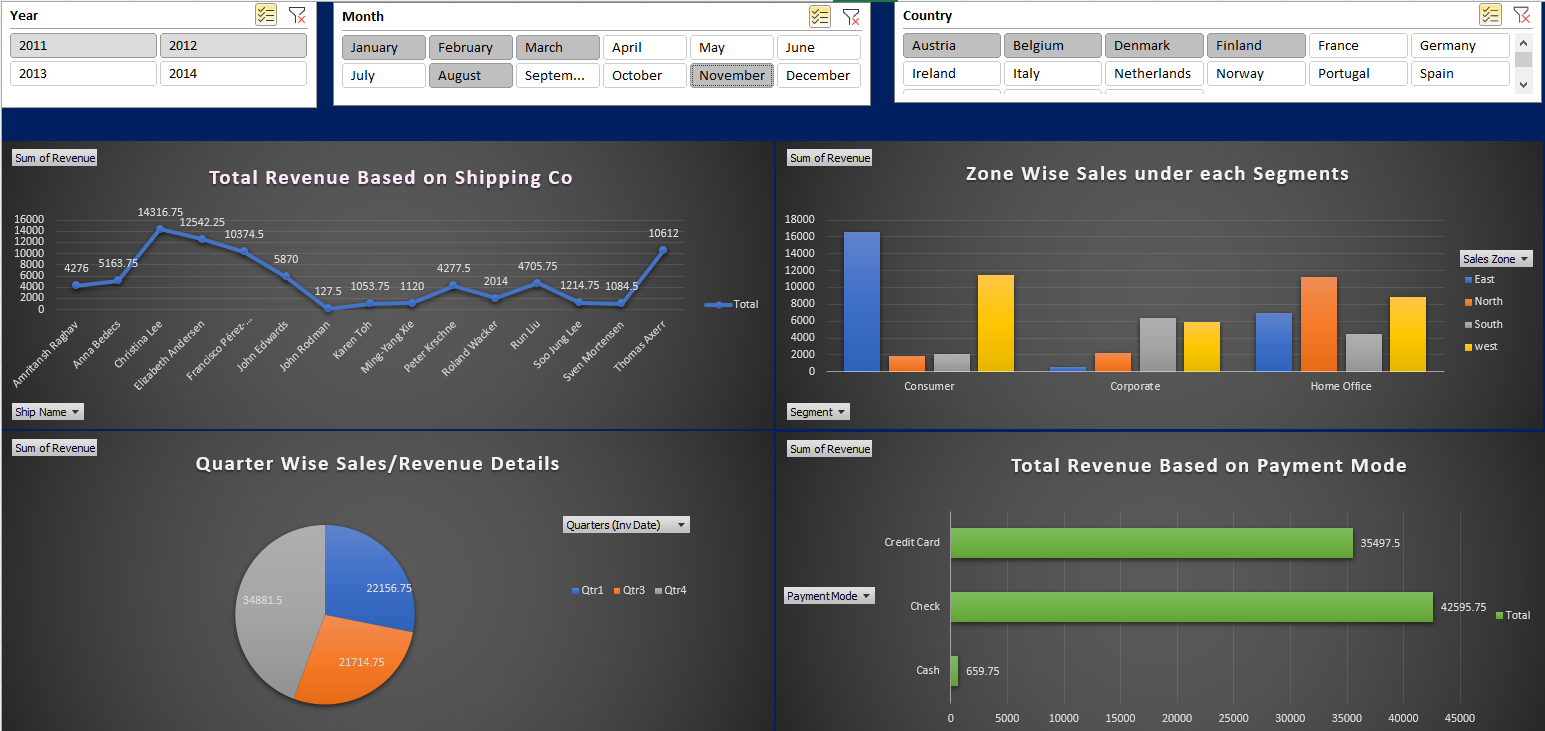 Year
2011 2012
2013 2014
Month
January February March April May June
July August Septem... October November December
Country
Austria Belgium Denmark Finland France Germany
Ireland Italy Netherlands Norway Portugal Spain
Sum of Revenue
Total Revenue Based on Shipping Co
16000
14000
12000
10000
8000
6000
4000
2000
0
4276 5163.75 14316.75 12542.25 10374.5 5870 127.5 1053.75 1120 4277.5 2014 4705.75 1214.75 1084.5 10612
Amritansh Raghav
Anna Bedecs
Christina Lee
Elizabeth Andersen
Francisco Pérez-...
John Edwards
John Rodman
Karen Toh
Ming-Yang Xie
Peter Krschne
Roland Wacker
Run Liu
Soo Jung Lee
Sven Mortensen
Thomas Axerr
Total
Ship Name
Sum of Revenue
Zone Wise Sales under each Segments
18000
16000
14000
12000
10000
8000
6000
4000
2000
0
Consumer Corporate Home Office
Sales Zone
East
North
South
west
Segment
Sum of Revenue
Quarter Wise Sales/Revenue Details
Quarters (Inv Date)
22156.75
34881.5
21714.75
Qtr1 Qtr3 Qtr4
Sum of Revenue
Total Revenue Based on Payment Mode
Credit Card 35497.5
Payment Mode
Check 42595.75
Total
Cash 659.75
0 5000 10000 15000 20000 25000 30000 35000 40000 45000